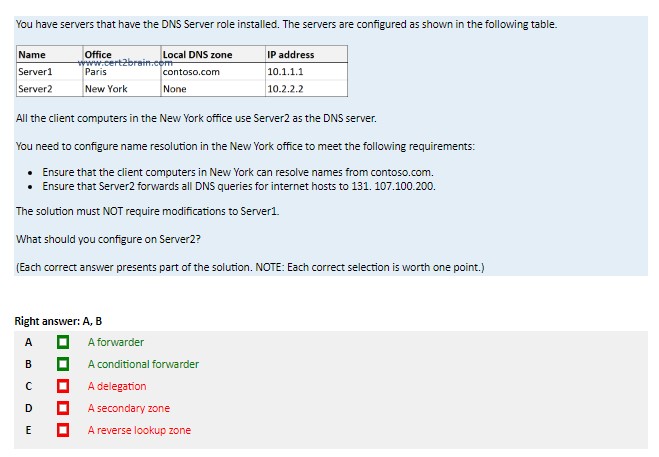 You have servers that have the DNS Server role installed. The servers are configured as shown in the following table.
Name Office Local DNS zone IP address
www.cert2brain.com
Server1 Paris contoso.com 10.1.1.1
Server2 New York None 10.2.2.2
All the client computers in the New York office use Server2 as the DNS server.
You need to configure name resolution in the New York office to meet the following requirements:
• Ensure that the client computers in New York can resolve names from contoso.com.
• Ensure that Server2 forwards all DNS queries for internet hosts to 131. 107.100.200.
The solution must NOT require modifications to Server1.
What should you configure on Server2?
(Each correct answer presents part of the solution. NOTE: Each correct selection is worth one point.)
Right answer: A, B
A A forwarder
B A conditional forwarder
C A delegation
D A secondary zone
E A reverse lookup zone